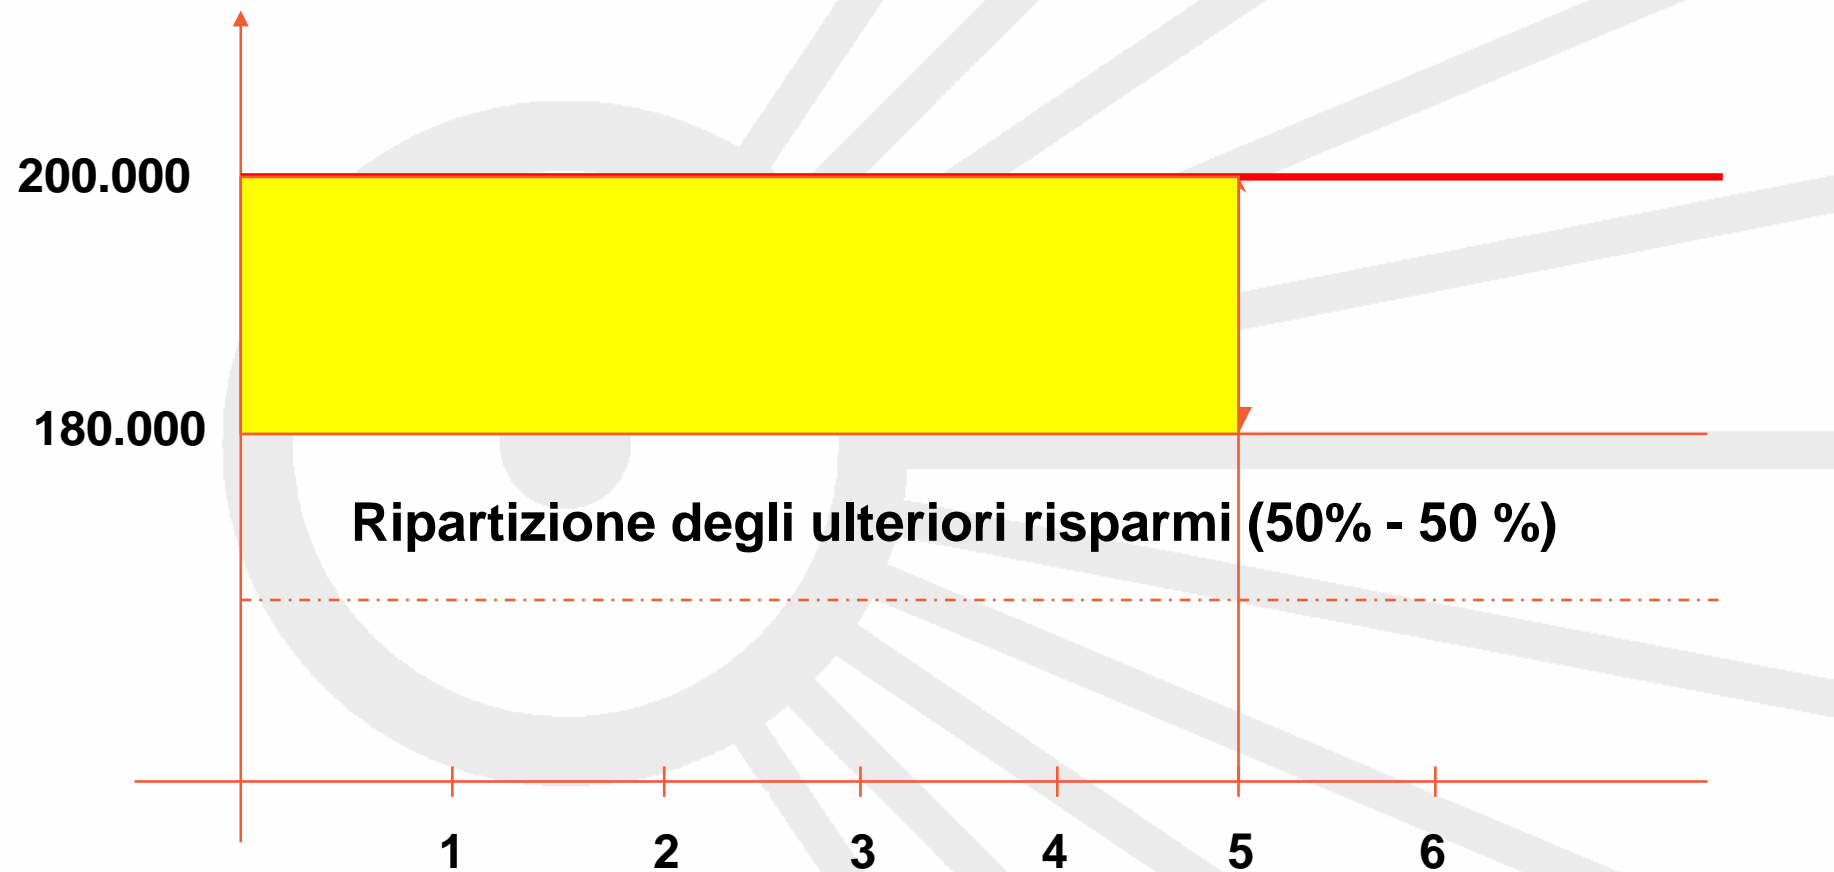 200.000
180.000
Ripartizione degli ulteriori risparmi (50% - 50 %)
1 2 3 4 5 6